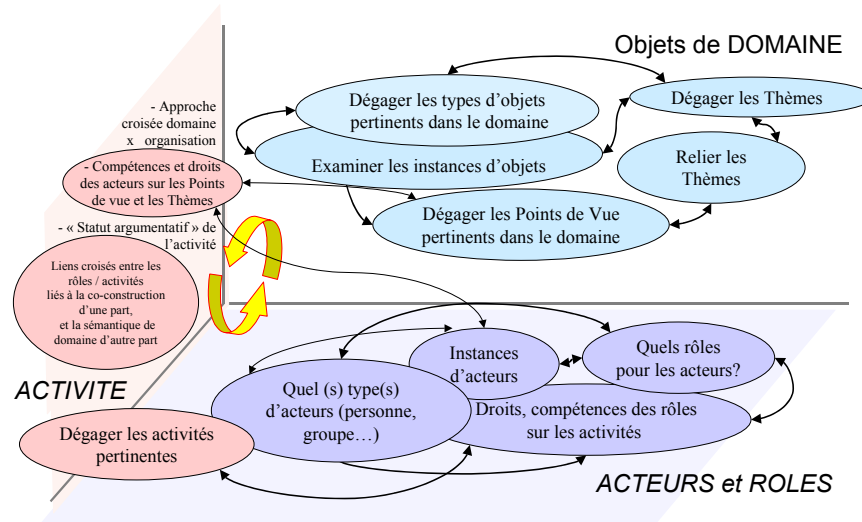 Objets de DOMAINE
- Approche
croisée domaine
x organisation
- Compétences et droits
des acteurs sur les Points
de vue et les Thèmes
- « Statut argumentatif » de
l'activité
Liens croisés entre les
rôles / activités
liés à la co-construction
d'une part,
et la sémantique de
domaine d'autre part
Dégager les types d'objets
pertinents dans le domaine
Examiner les instances d'objets
Dégager les Thèmes
Relier les
Thèmes
Dégager les Points de Vue
pertinents dans le domaine
ACTIVITE
Dégager les activités
pertinentes
Quel (s) type(s)
d'acteurs (personne,
groupe…)
Instances
d'acteurs
Quels rôles
pour les acteurs?
Droits, compétences des rôles
sur les activités
ACTEURS et ROLES